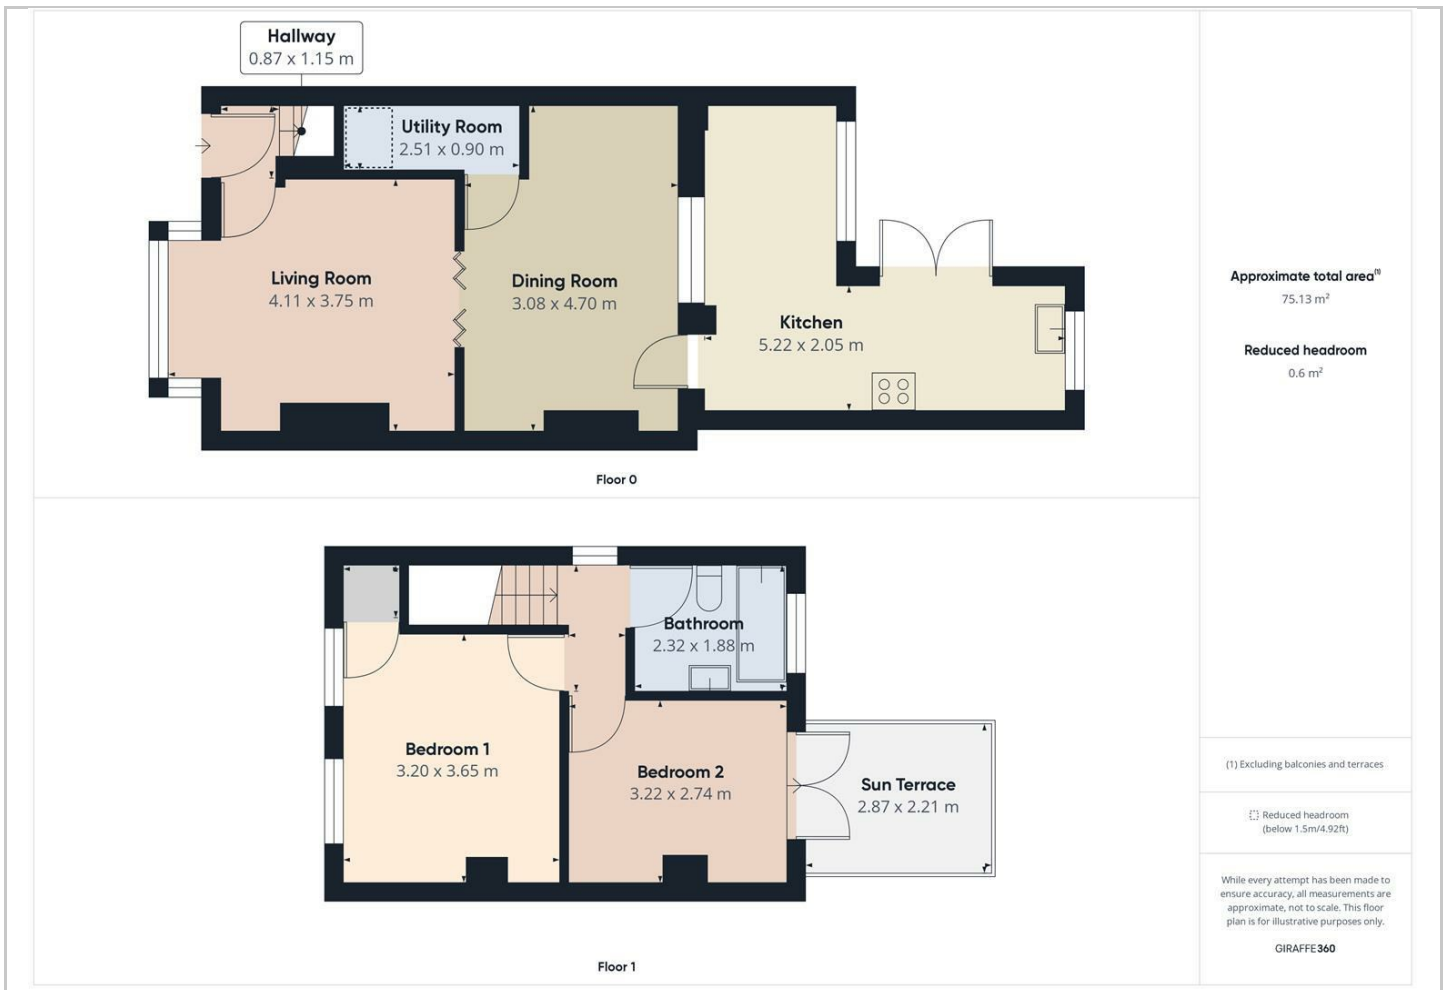 Hallway
0.87 x 1.15 m
Utility Room
2.51 x 0.90 m
Living Room
4.11 x 3.75 m
Dining Room
3.08 x 4.70 m
Kitchen
5.22 x 2.05 m
Floor 0
Bathroom
2.32 x 1.88 m
Bedroom 1
3.20 x 3.65 m
Bedroom 2
3.22 x 2.74 m
Sun Terrace
2.87 x 2.21 m
Floor 1
Approximate total area(1)
75.13 m²
Reduced headroom
0.6 m²
(1) Excluding balconies and terraces
Reduced headroom
(below 1.5m/4.92ft)
While every attempt has been made to
ensure accuracy, all measurements are
approximate, not to scale. This floor
plan is for illustrative purposes only.
GIRAFFE360